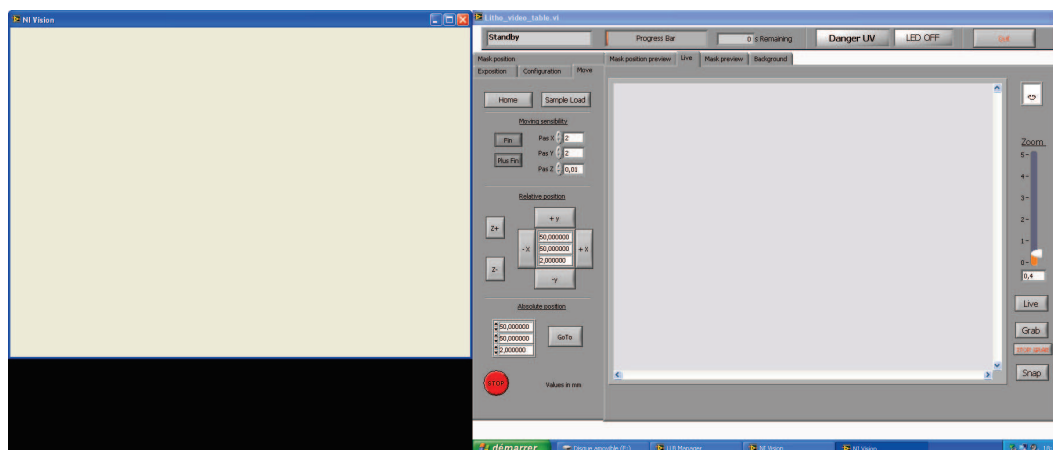 NI Vision
Litho_video_table.vi
Standby
Progress Bar
0 s Remaining
Danger UV
LED OFF
Mask position
Exposition
Configuration
Move
Mask position preview
Live
Mask preview
Background
Home
Sample Load
Moving sensibility
Fin
Pas X
2
Plus Fin
Pas Y
2
Pas Z
0,01
Relative position
Z+
+y
-X
50,000000
50,000000
2,000000
+X
Z-
-y
Absolute position
50,000000
50,000000
2,000000
GoTo
STOP
Values in mm
Zoom
5
4
3
2
1
0
0,4
Live
Grab
STOP GRAB
Snap
démarrer
Disque amovible (F:)
NI Vision
NI Vision